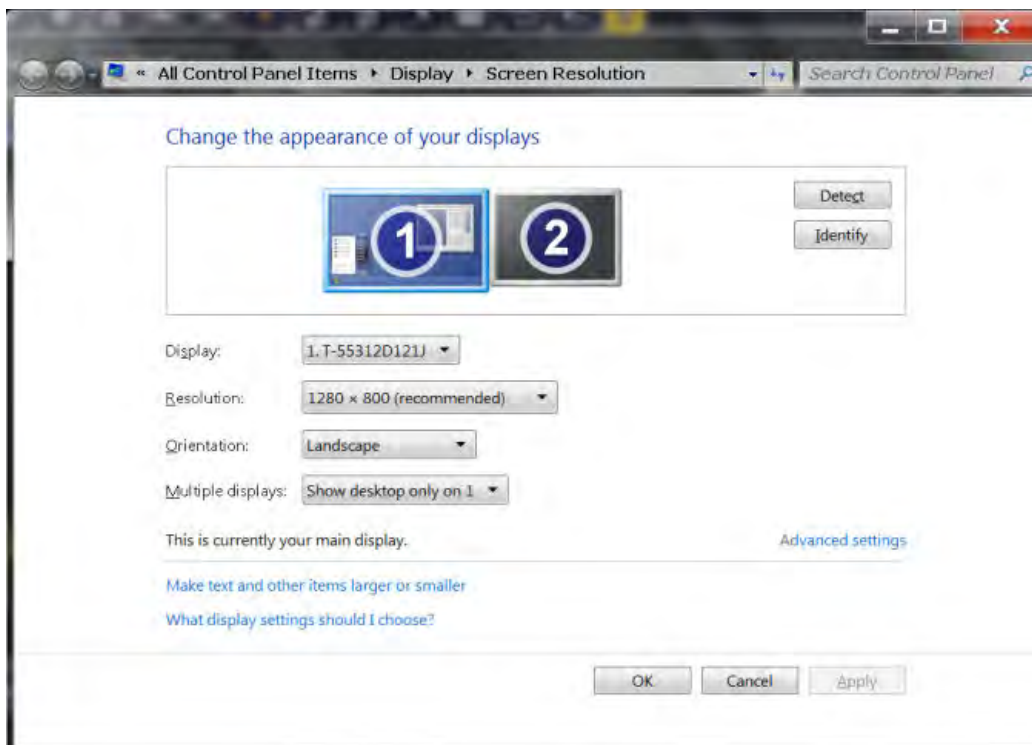 « All Control Panel Items ▸ Display ▸ Screen Resolution Search Control Panel
Change the appearance of your displays
1 2
Detect
Identify
Display: 1. T-55312D121J
Resolution: 1280 × 800 (recommended)
Orientation: Landscape
Multiple displays: Show desktop only on 1
This is currently your main display. Advanced settings
Make text and other items larger or smaller
What display settings should I choose?
OK Cancel Apply